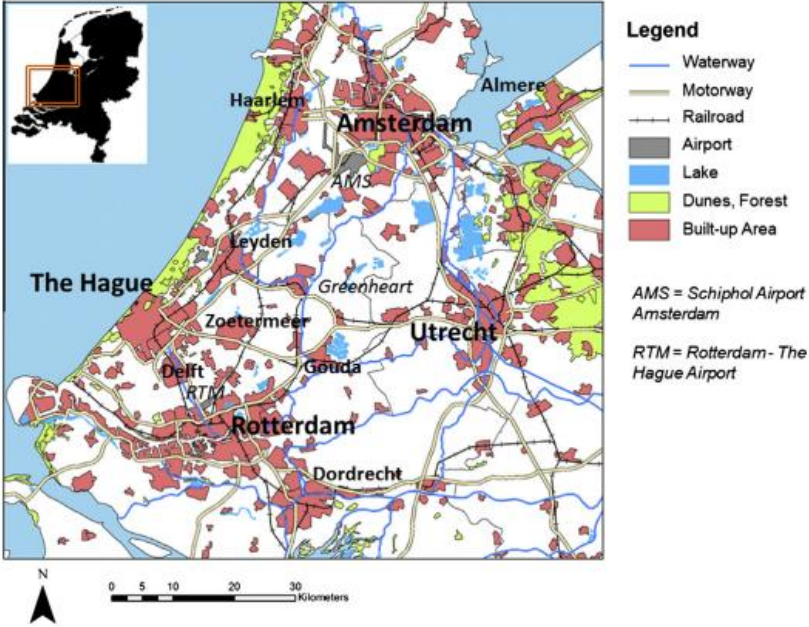 Haarlem
Almere
Amsterdam
AMS
Leyden
The Hague
Greenheart
Zoetermeer
Utrecht
Delft
Gouda
RTM
Rotterdam
Dordrecht
Legend
Waterway
Motorway
Railroad
Airport
Lake
Dunes, Forest
Built-up Area
AMS = Schiphol Airport
Amsterdam
RTM = Rotterdam - The
Hague Airport
N
0 5 10 20 30
Kilometers